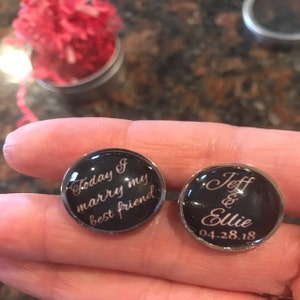 Today I
marry my
best friend
Jeff
&
Ellie
04.28.18